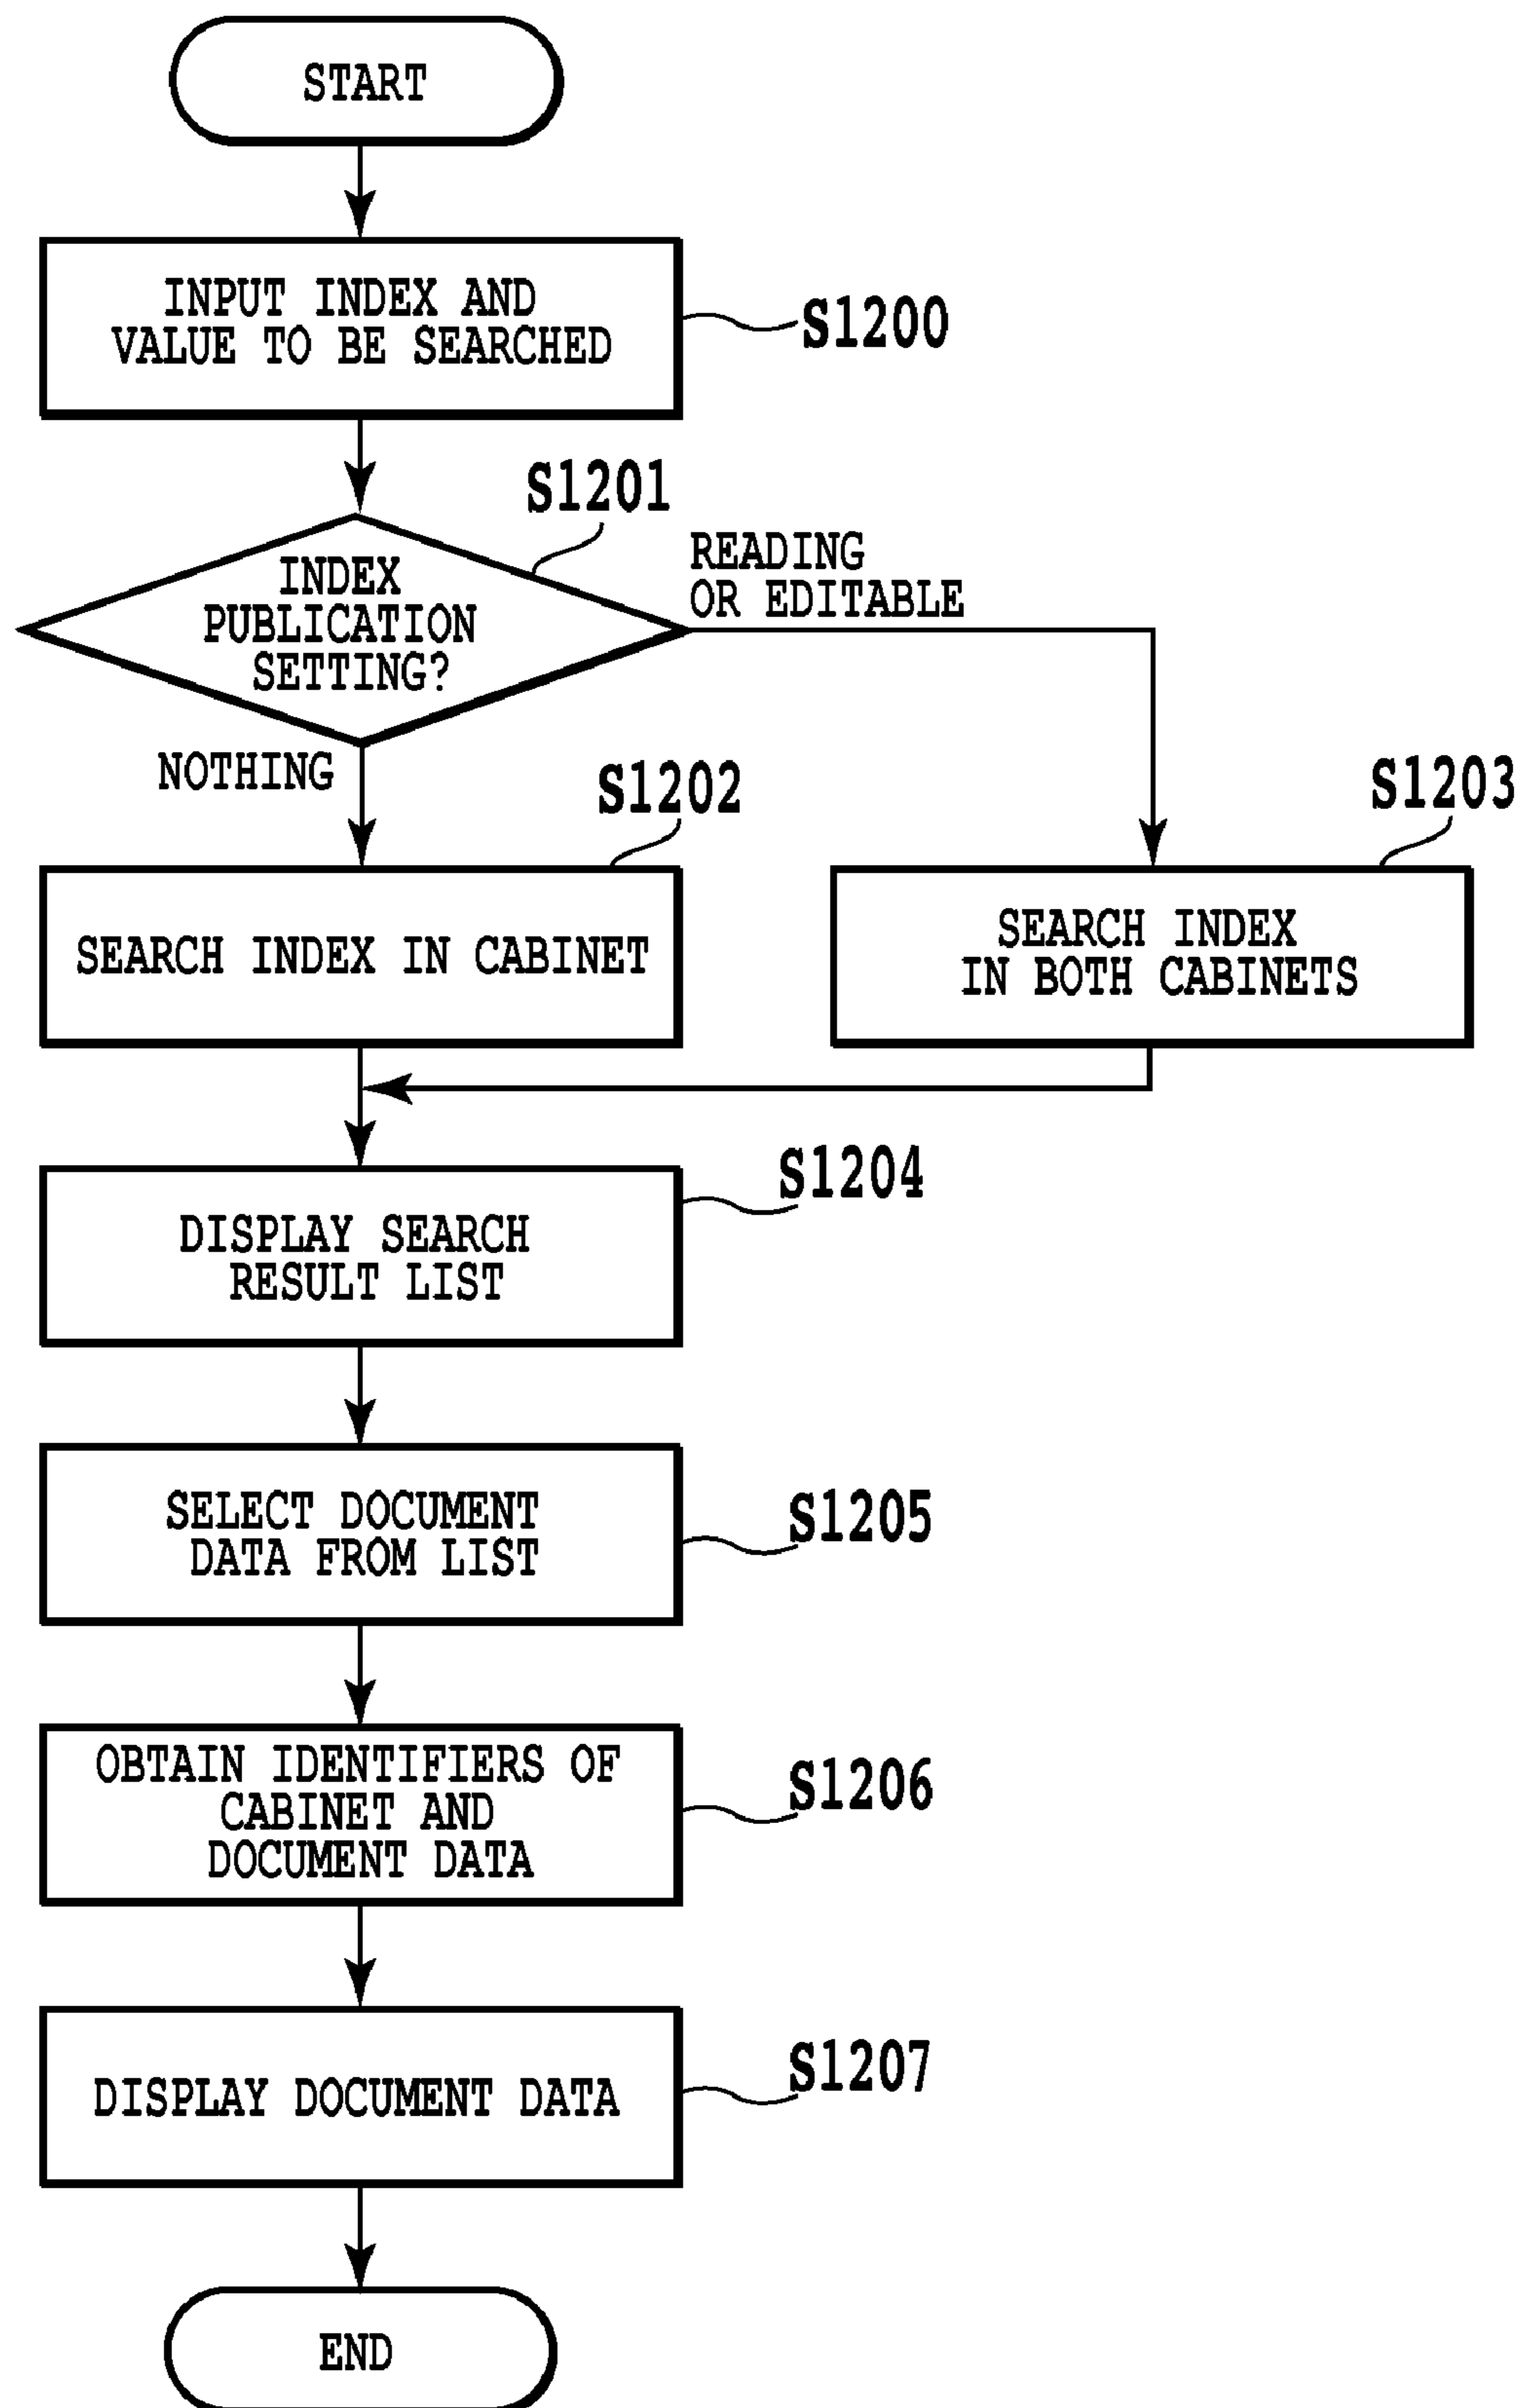 START
INPUT INDEX AND
VALUE TO BE SEARCHED
S1200
S1201
INDEX
PUBLICATION
SETTING?
READING
OR EDITABLE
NOTHING
S1202
S1203
SEARCH INDEX IN CABINET
SEARCH INDEX
IN BOTH CABINETS
S1204
DISPLAY SEARCH
RESULT LIST
SELECT DOCUMENT
DATA FROM LIST
S1205
OBTAIN IDENTIFIERS OF
CABINET AND
DOCUMENT DATA
S1206
DISPLAY DOCUMENT DATA
S1207
END